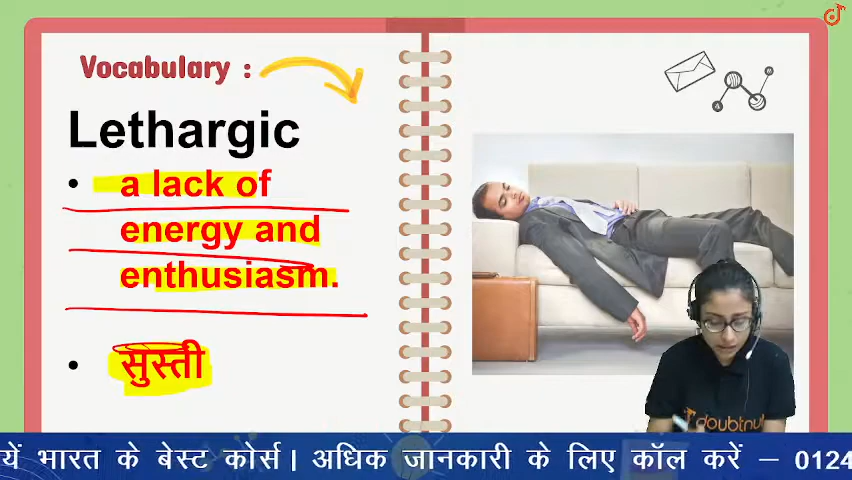 Vocabulary :
Lethargic
• a lack of
energy and
enthusiasm.
• सुस्ती
doubtnut
यें भारत के बेस्ट कोर्स| अधिक जानकारी के लिए कॉल करें – 0124